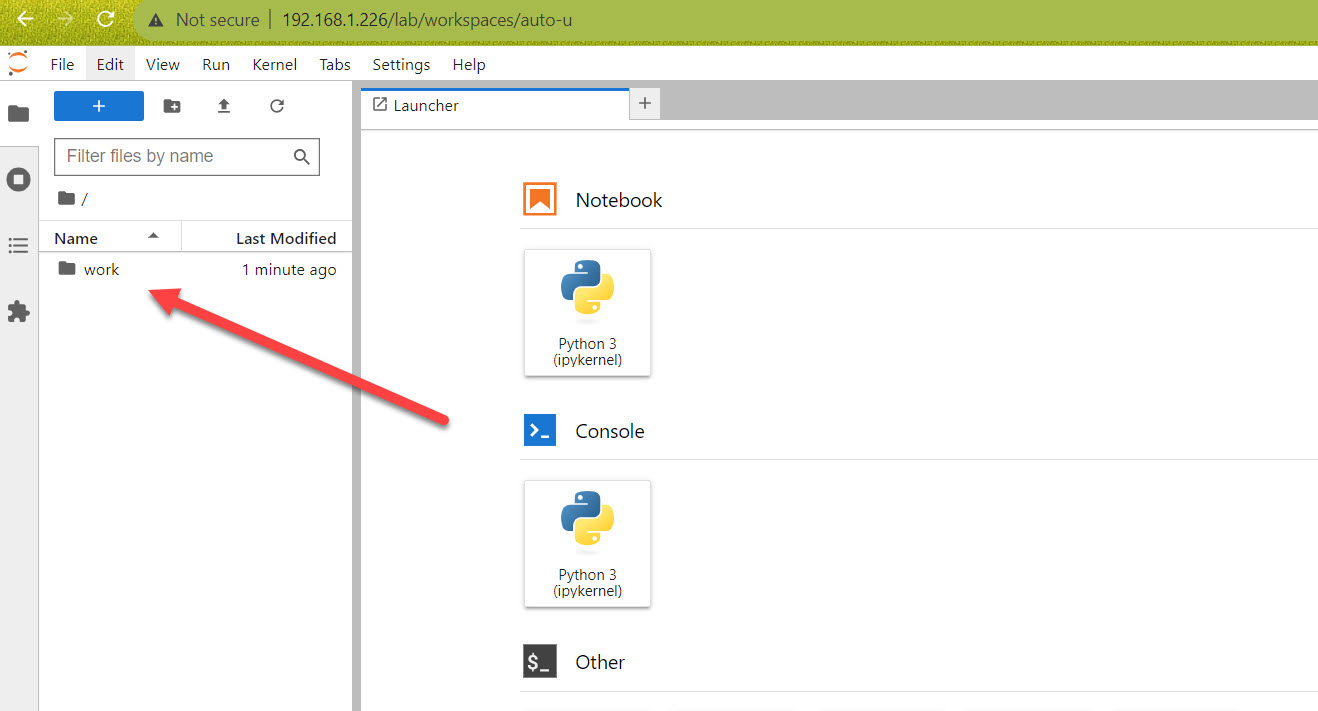 Not secure 192.168.1.226/lab/workspaces/auto-u
File Edit View Run Kernel Tabs Settings Help
+
Launcher +
Filter files by name
/
Name Last Modified
work 1 minute ago
Notebook
Python 3
(ipykernel)
Console
Python 3
(ipykernel)
$_ Other